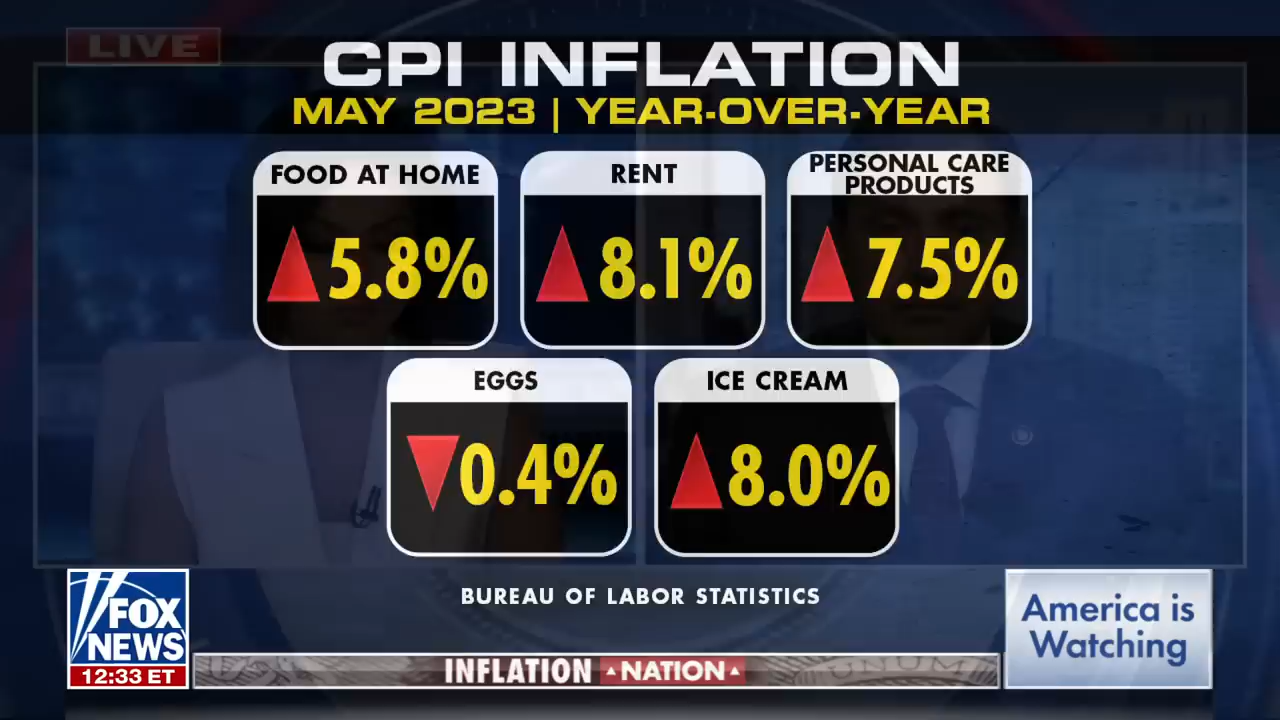 LIVE
CPI INFLATION
MAY 2023 | YEAR-OVER-YEAR
FOOD AT HOME
5.8%
RENT
8.1%
PERSONAL CARE
PRODUCTS
7.5%
EGGS
0.4%
ICE CREAM
8.0%
BUREAU OF LABOR STATISTICS
FOX
NEWS
12:33 ET
INFLATION NATION
UNUM
America is
Watching